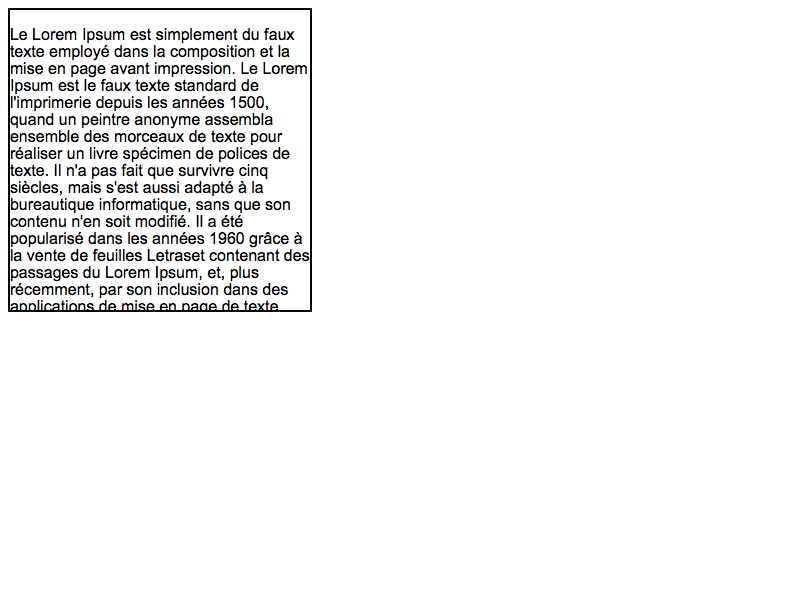 Le Lorem Ipsum est simplement du faux
texte employé dans la composition et la
mise en page avant impression. Le Lorem
Ipsum est le faux texte standard de
l'imprimerie depuis les années 1500,
quand un peintre anonyme assembla
ensemble des morceaux de texte pour
réaliser un livre spécimen de polices de
texte. Il n'a pas fait que survivre cinq
siècles, mais s'est aussi adapté à la
bureautique informatique, sans que son
contenu n'en soit modifié. Il a été
popularisé dans les années 1960 grâce à
la vente de feuilles Letraset contenant des
passages du Lorem Ipsum, et, plus
récemment, par son inclusion dans des
applications de mise en page de texte